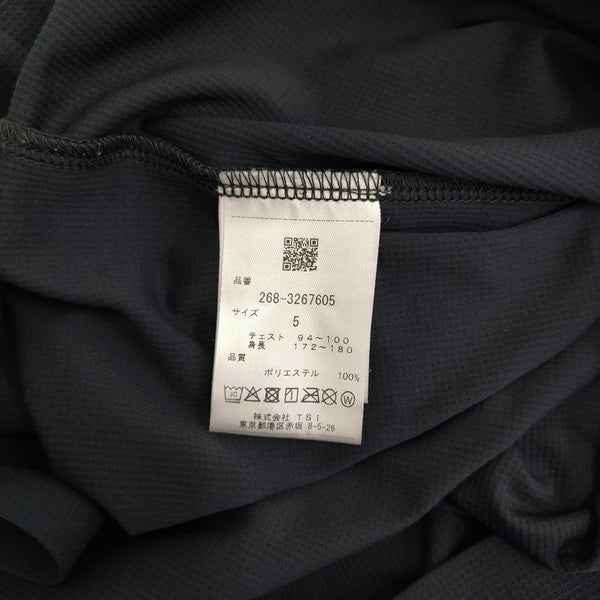 品番
268-3267605
サイズ
5
チェスト 94～100
身長 172～180
品質
ポリエステル 100%
40 W
株式会社 TSI
東京都港区赤坂 8-5-26